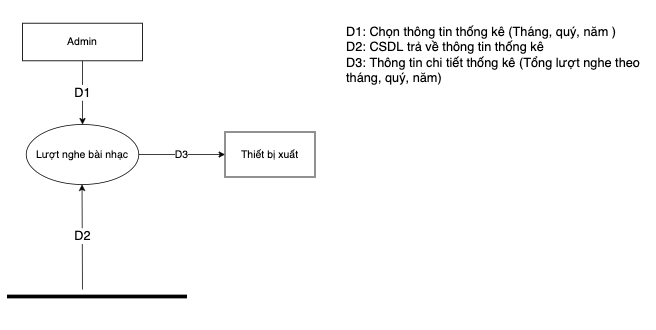 Admin
D1
Lượt nghe bài nhạc
D3
Thiết bị xuất
D2
D1: Chọn thông tin thống kê (Tháng, quý, năm )
D2: CSDL trả về thông tin thống kê
D3: Thông tin chi tiết thống kê (Tổng lượt nghe theo
tháng, quý, năm)